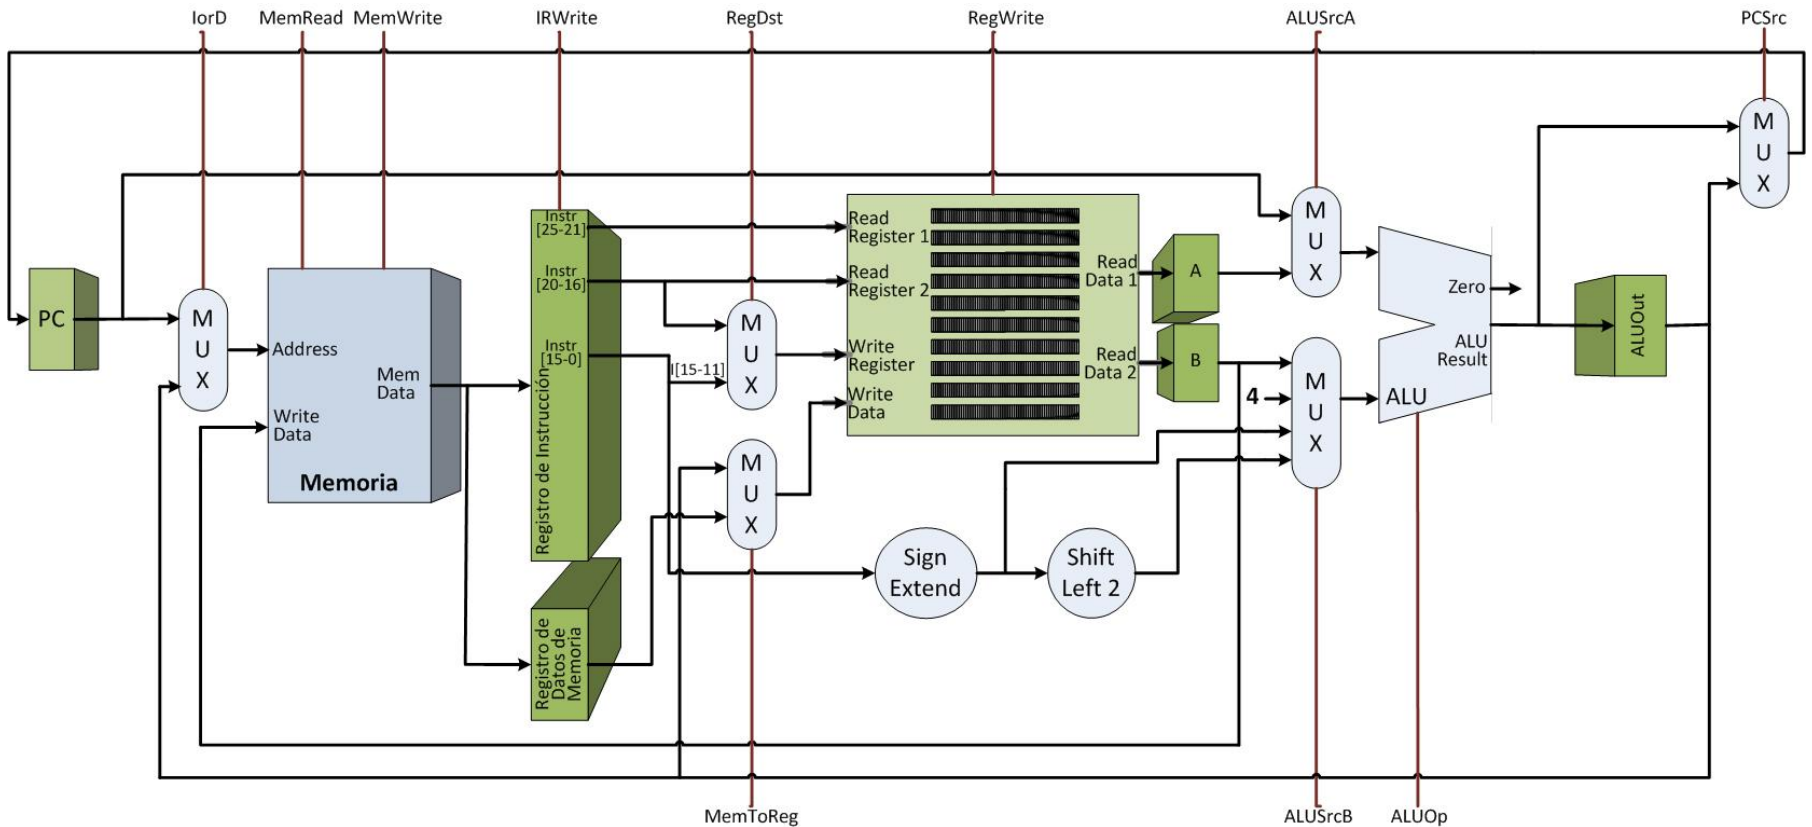 IorD
MemRead
MemWrite
IRWrite
RegDst
RegWrite
ALUSrcA
PCSrc
PC
M
U
X
Address
Mem
Data
Write
Data
Memoria
Instr
[25-21]
Instr
[20-16]
Instr
[15-0]
Registro de Instrucción
Registro de
Datos de
Memoria
I[15-11]
M
U
X
M
U
X
Read
Register 1
Read
Register 2
Write
Register
Write
Data
Read
Data 1
Read
Data 2
A
B
4
Sign
Extend
Shift
Left 2
M
U
X
M
U
X
Zero
ALU
Result
ALU
ALUOut
M
U
X
MemToReg
ALUSrcB
ALUOp